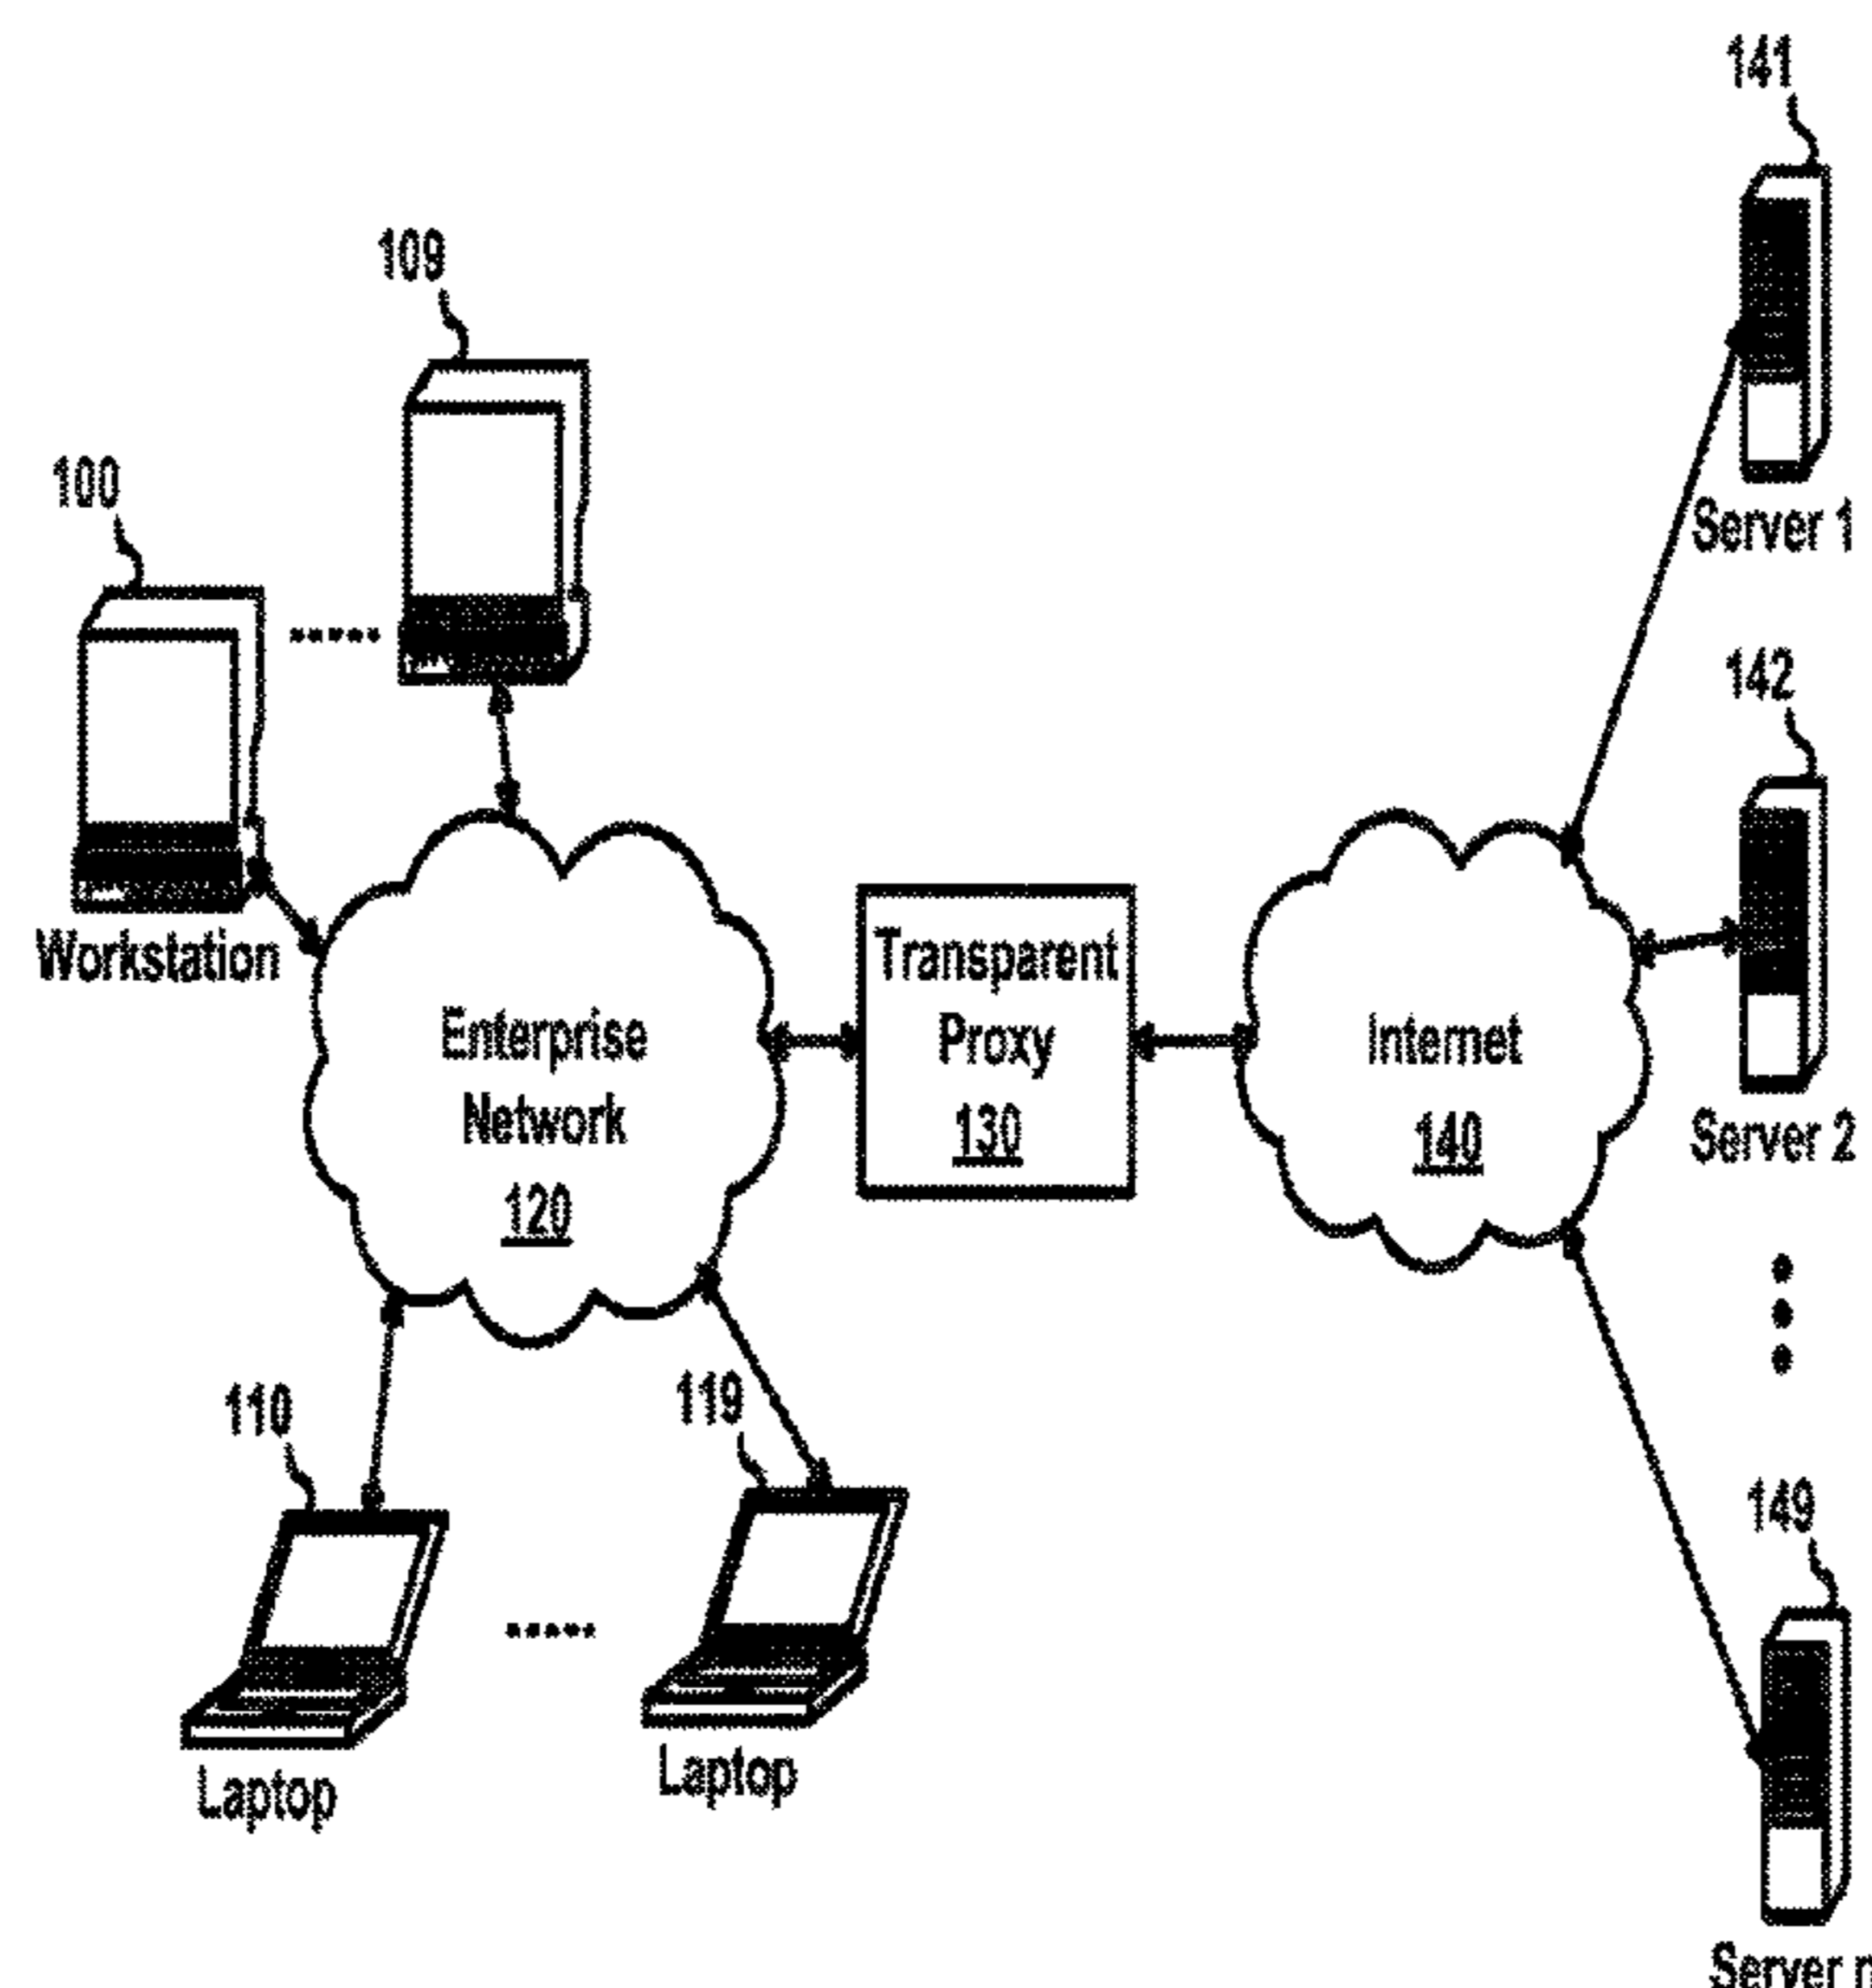 141
109
100
Server 1
142
Workstation
Transparent
Proxy
130
Enterprise
Network
120
Internet
140
Server 2
110
119
149
Laptop
Laptop
Server n